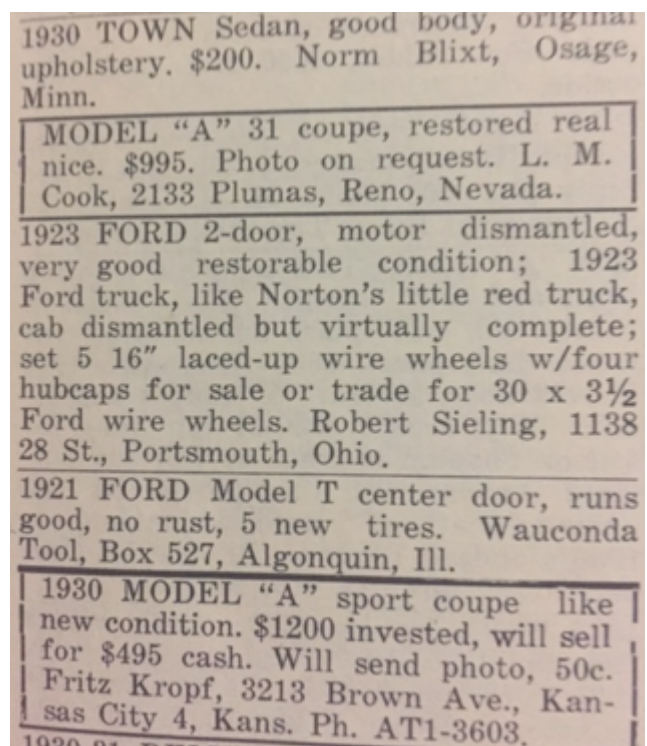 1930 TOWN Sedan, good body, original
upholstery. $200. Norm Blixt, Osage,
Minn.
MODEL “A” 31 coupe, restored real
nice. $995. Photo on request. L. M.
Cook, 2133 Plumas, Reno, Nevada.
1923 FORD 2-door, motor dismantled,
very good restorable condition; 1923
Ford truck, like Norton’s little red truck,
cab dismantled but virtually complete;
set 5 16″ laced-up wire wheels w/four
hubcaps for sale or trade for 30 x 3½
Ford wire wheels. Robert Sieling, 1138
28 St., Portsmouth, Ohio.
1921 FORD Model T center door, runs
good, no rust, 5 new tires. Wauconda
Tool, Box 527, Algonquin, Ill.
1930 MODEL “A” sport coupe like
new condition. $1200 invested, will sell
for $495 cash. Will send photo, 50c.
Fritz Kropf, 3213 Brown Ave., Kan-
sas City 4, Kans. Ph. AT1-3603.